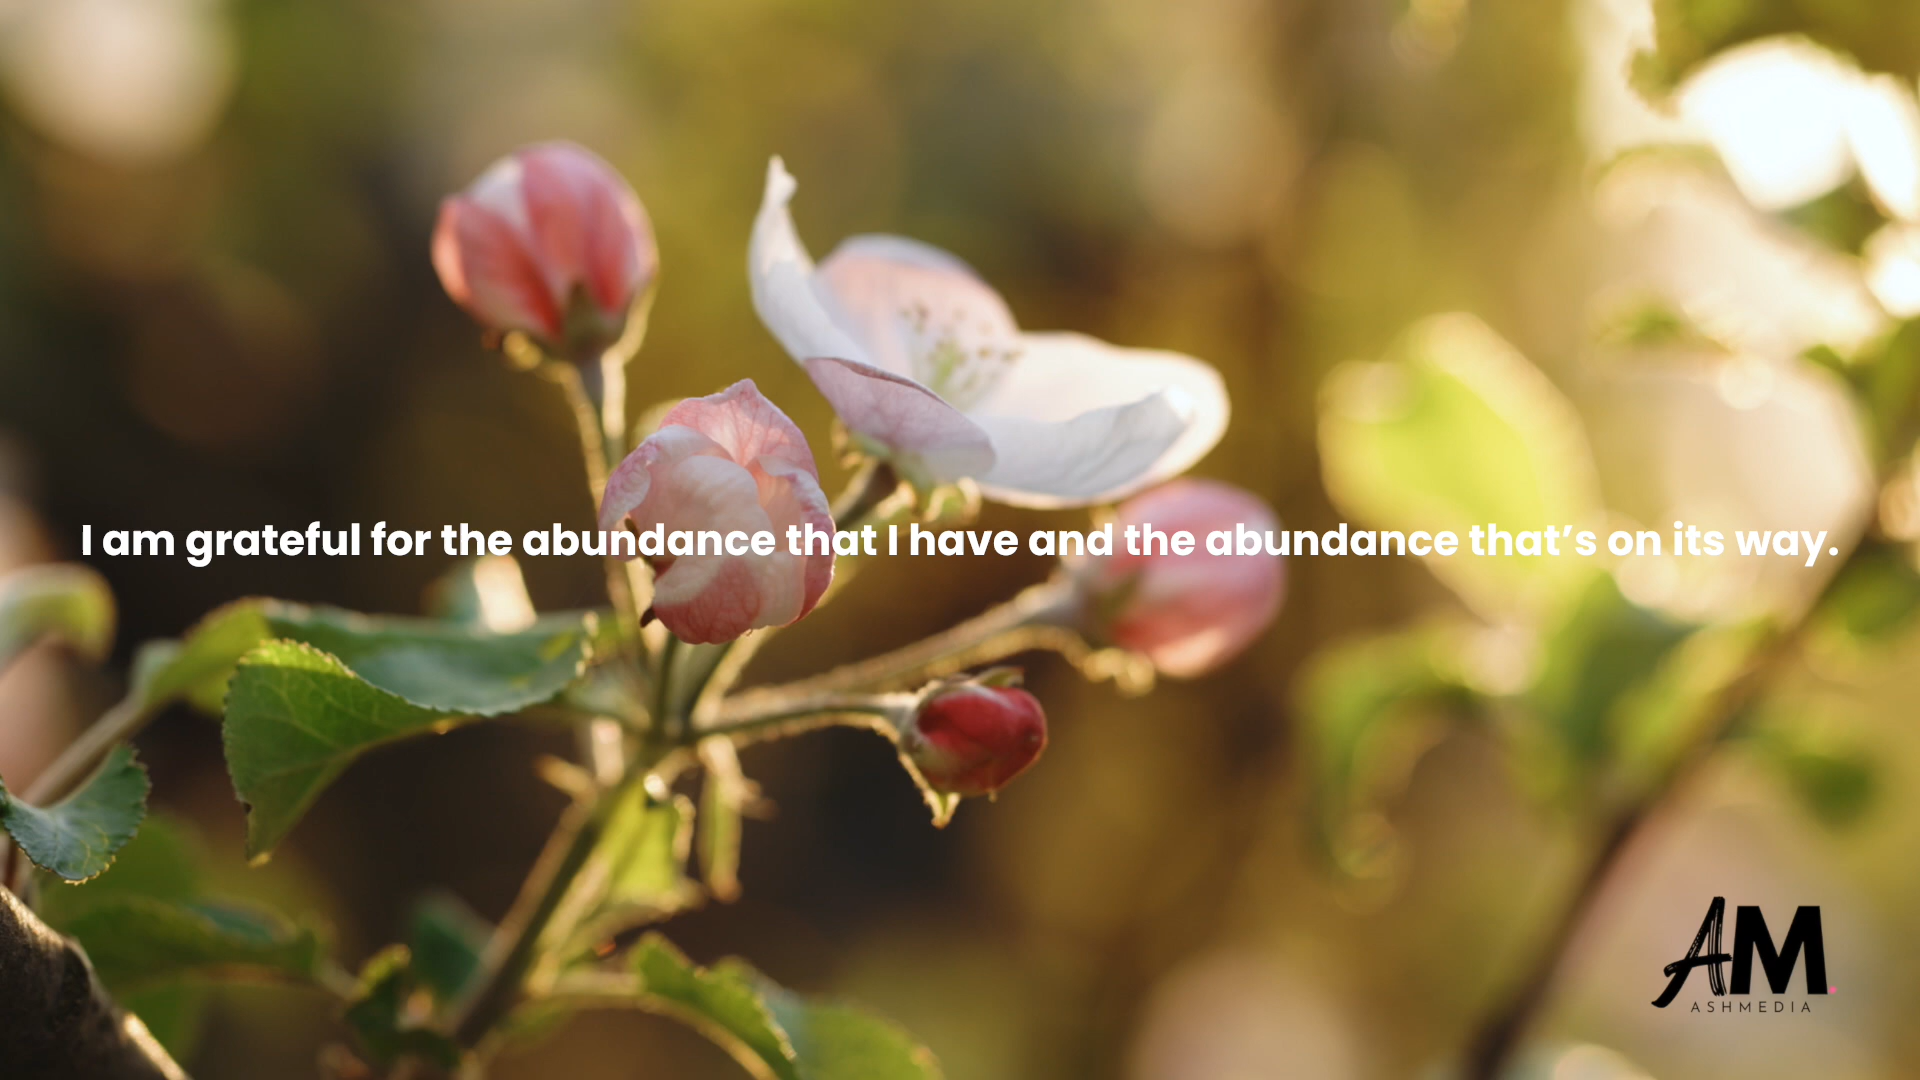 I am grateful for the abundance that I have and the abundance that’s on its way.
AM.
ASHMEDIA